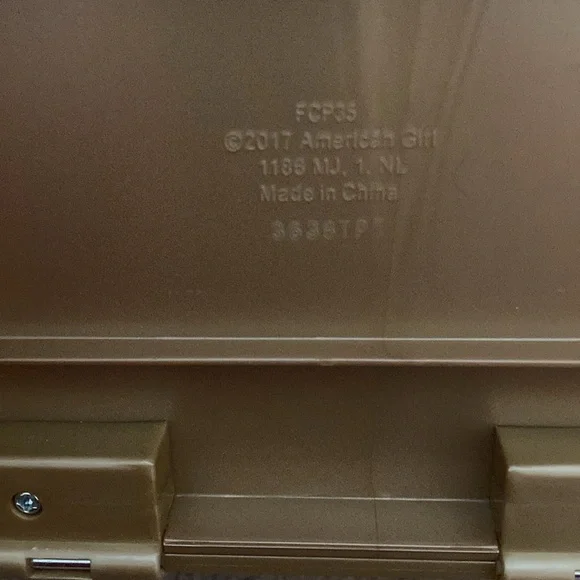 FCP35
©2017 American Girl
1186 MJ, 1, NL
Made in China